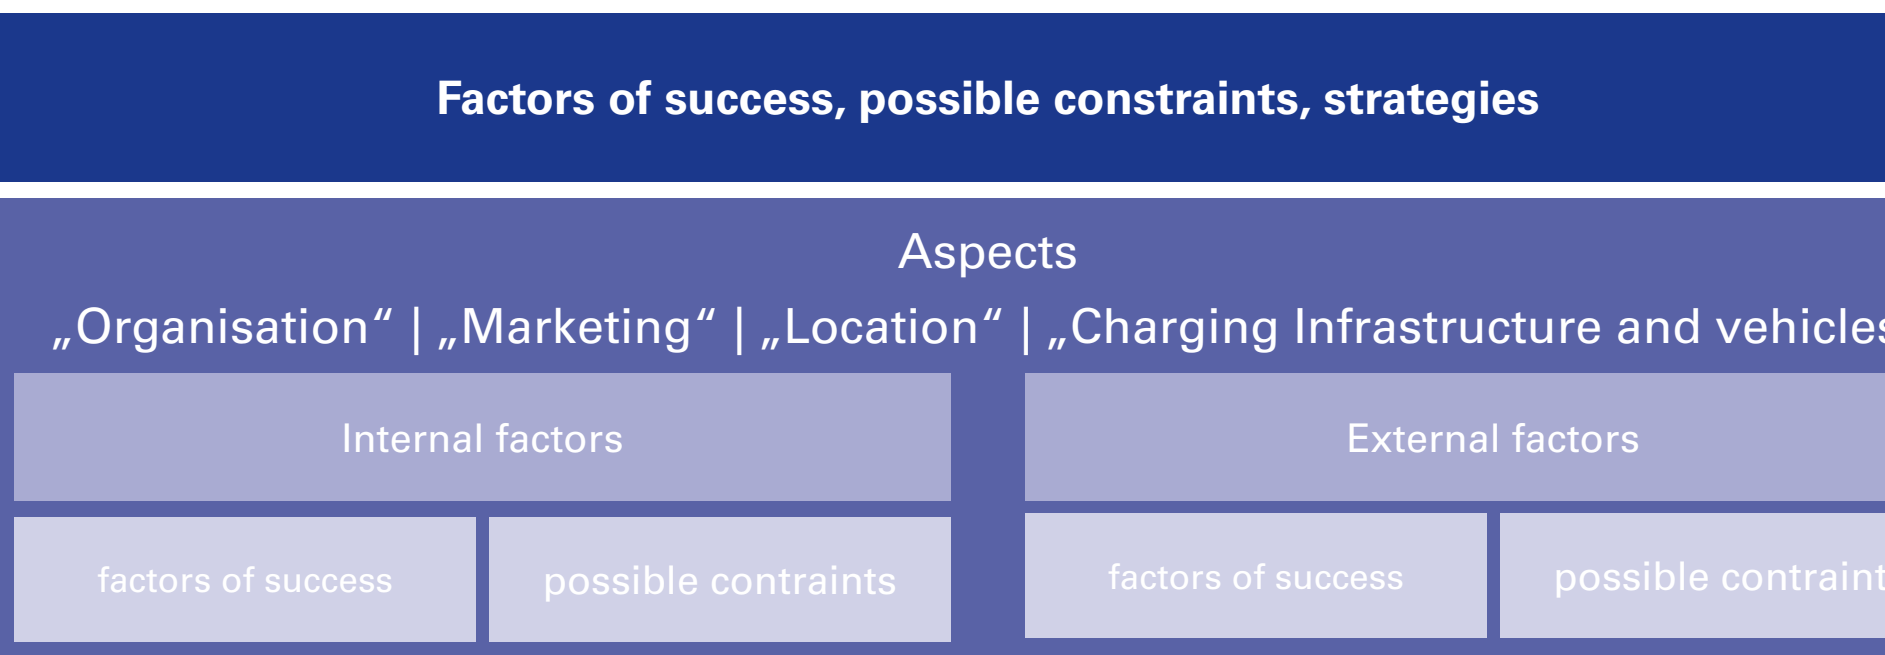 Factors of success, possible constraints, strategies
Aspects
„Organisation“ | „Marketing“ | „Location“ | „Charging Infrastructure and vehicles
Internal factors
External factors
factors of success
possible contraints
factors of success
possible contraint